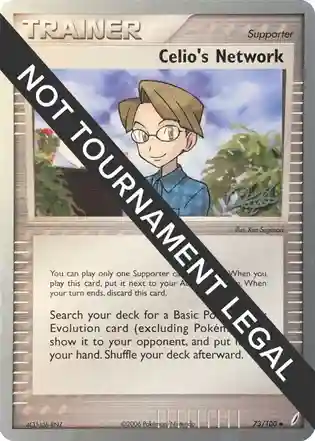 TRAINER
Supporter
Celio's Network
NOT TOURNAMENT LEGAL
Ken Sugimori
You can play only one Supporter c When you
play this card, put it next to your A
When
your turn ends, discard this card.
Search your deck for a Basic Po
Evolution card (excluding Poké
show it to your opponent, and put i
your hand. Shuffle your deck afterward.
©2006 Pokémon/Nintendo
73/100